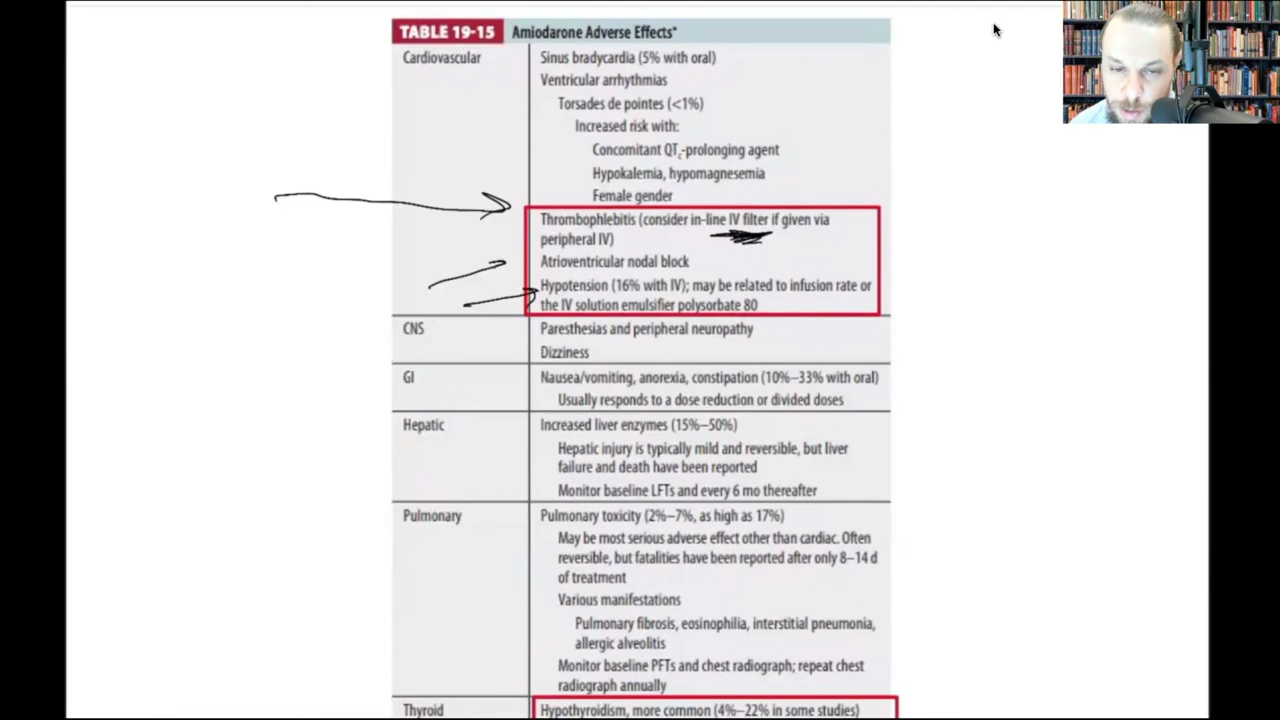 TABLE 19-15 Amiodarone Adverse Effects*
Cardiovascular Sinus bradycardia (5% with oral)
Ventricular arrhythmias
Torsades de pointes (<1%)
Increased risk with:
Concomitant QTc-prolonging agent
Hypokalemia, hypomagnesemia
Female gender
Thrombophlebitis (consider in-line IV filter if given via
peripheral IV)
Atrioventricular nodal block
Hypotension (16% with IV); may be related to infusion rate or
the IV solution emulsifier polysorbate 80
CNS Paresthesias and peripheral neuropathy
Dizziness
GI Nausea/vomiting, anorexia, constipation (10%–33% with oral)
Usually responds to a dose reduction or divided doses
Hepatic Increased liver enzymes (15%–50%)
Hepatic injury is typically mild and reversible, but liver
failure and death have been reported
Monitor baseline LFTs and every 6 mo thereafter
Pulmonary Pulmonary toxicity (2%–7%, as high as 17%)
May be most serious adverse effect other than cardiac. Often
reversible, but fatalities have been reported after only 8–14 d
of treatment
Various manifestations
Pulmonary fibrosis, eosinophilia, interstitial pneumonia,
allergic alveolitis
Monitor baseline PFTs and chest radiograph; repeat chest
radiograph annually
Thyroid Hypothyroidism, more common (4%–22% in some studies)